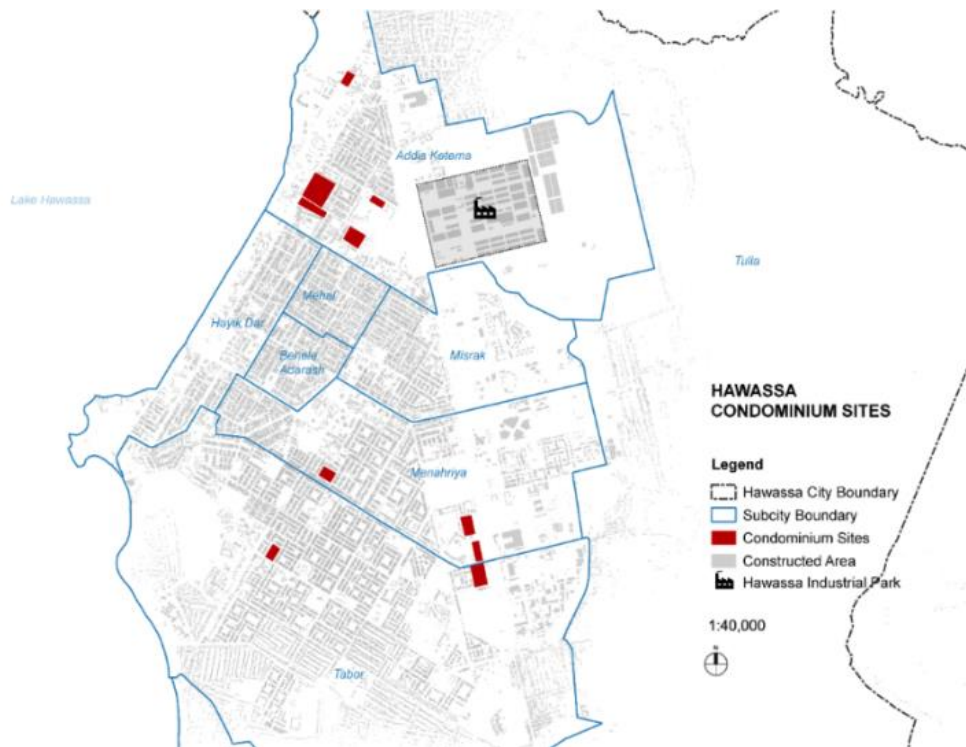 Addis Ketema
Lake Hawassa
Tulla
Mehal
Hayik Dar
Misrak
Adarash
HAWASSA
CONDOMINIUM SITES
Menahriya
Legend
Hawassa City Boundary
Subcity Boundary
Condominium Sites
Constructed Area
Hawassa Industrial Park
1:40,000
N
Tabor